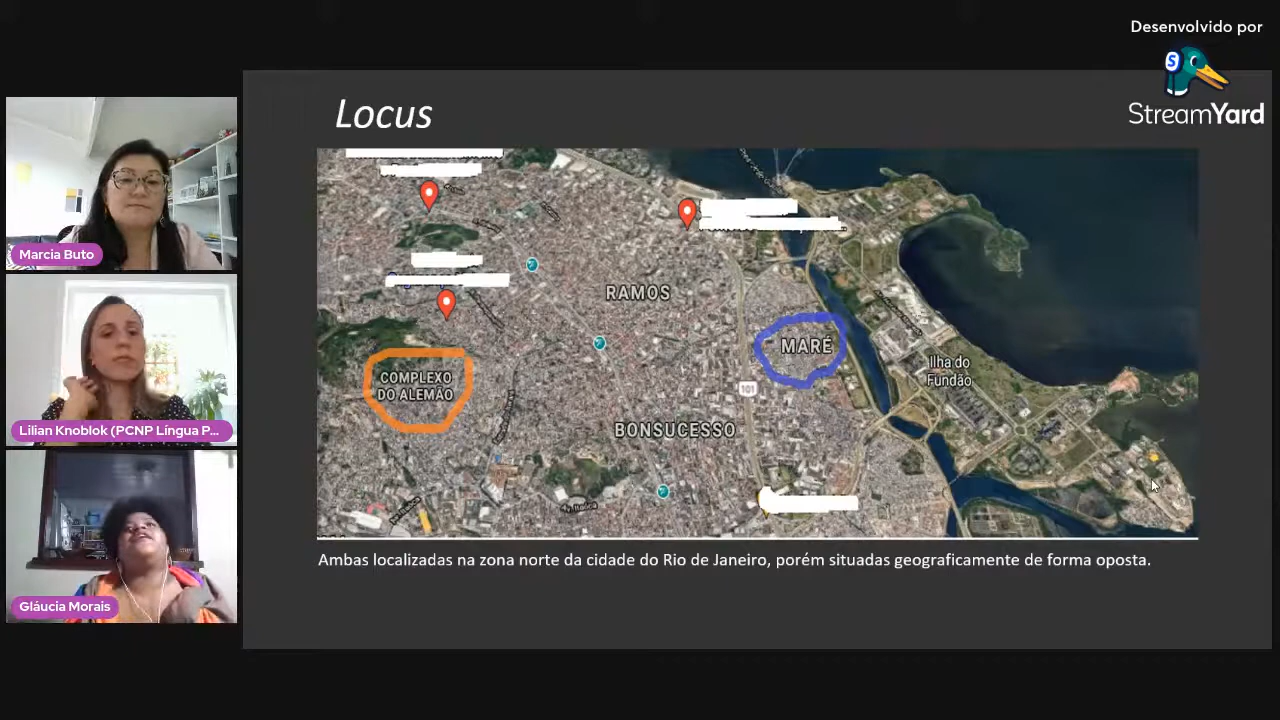 Desenvolvido por
StreamYard
Locus
RAMOS
MARÉ
COMPLEXO
DO ALEMÃO
101
Ilha do
Fundão
BONSUCESSO
Ambas localizadas na zona norte da cidade do Rio de Janeiro, porém situadas geograficamente de forma oposta.
Marcia Buto
Lilian Knoblok (PCNP Língua P...
Gláucia Morais